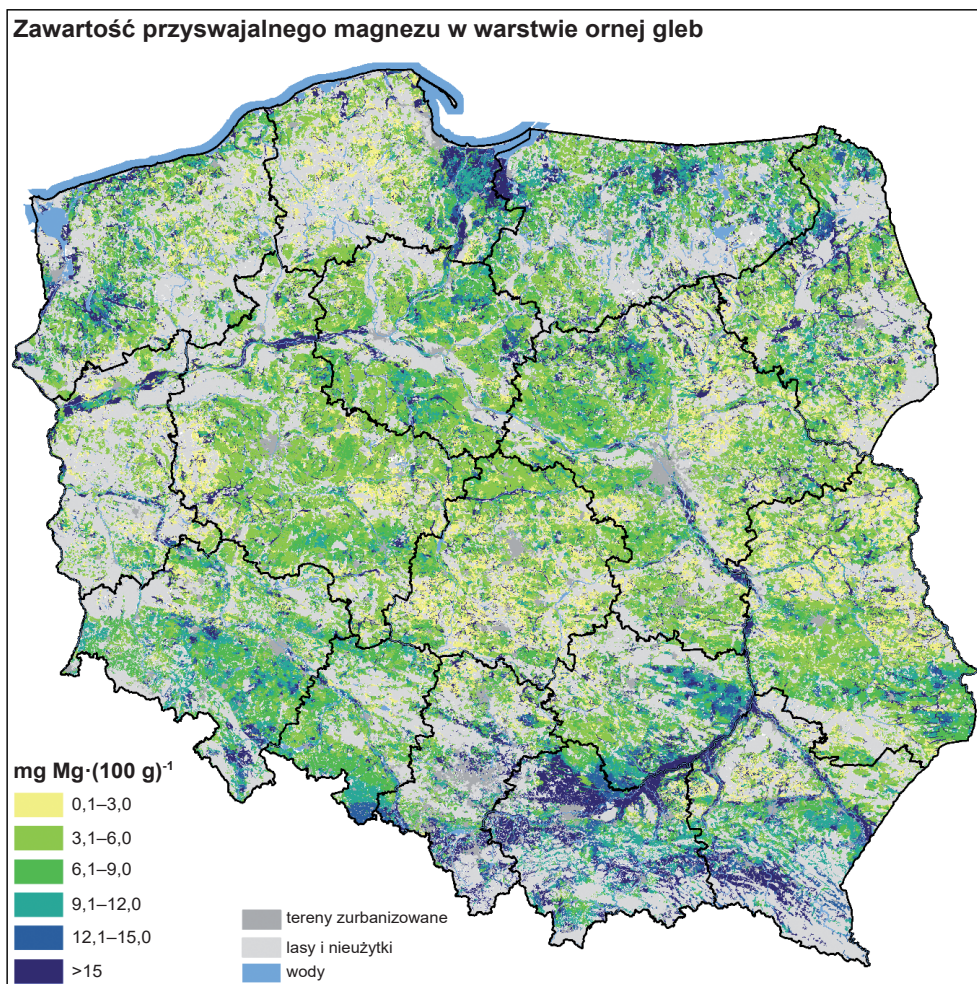 Zawartość przyswajalnego magnezu w warstwie ornej gleb
mg Mg·(100 g)⁻¹
0,1–3,0
3,1–6,0
6,1–9,0
9,1–12,0
12,1–15,0
>15
tereny zurbanizowane
lasy i nieużytki
wody